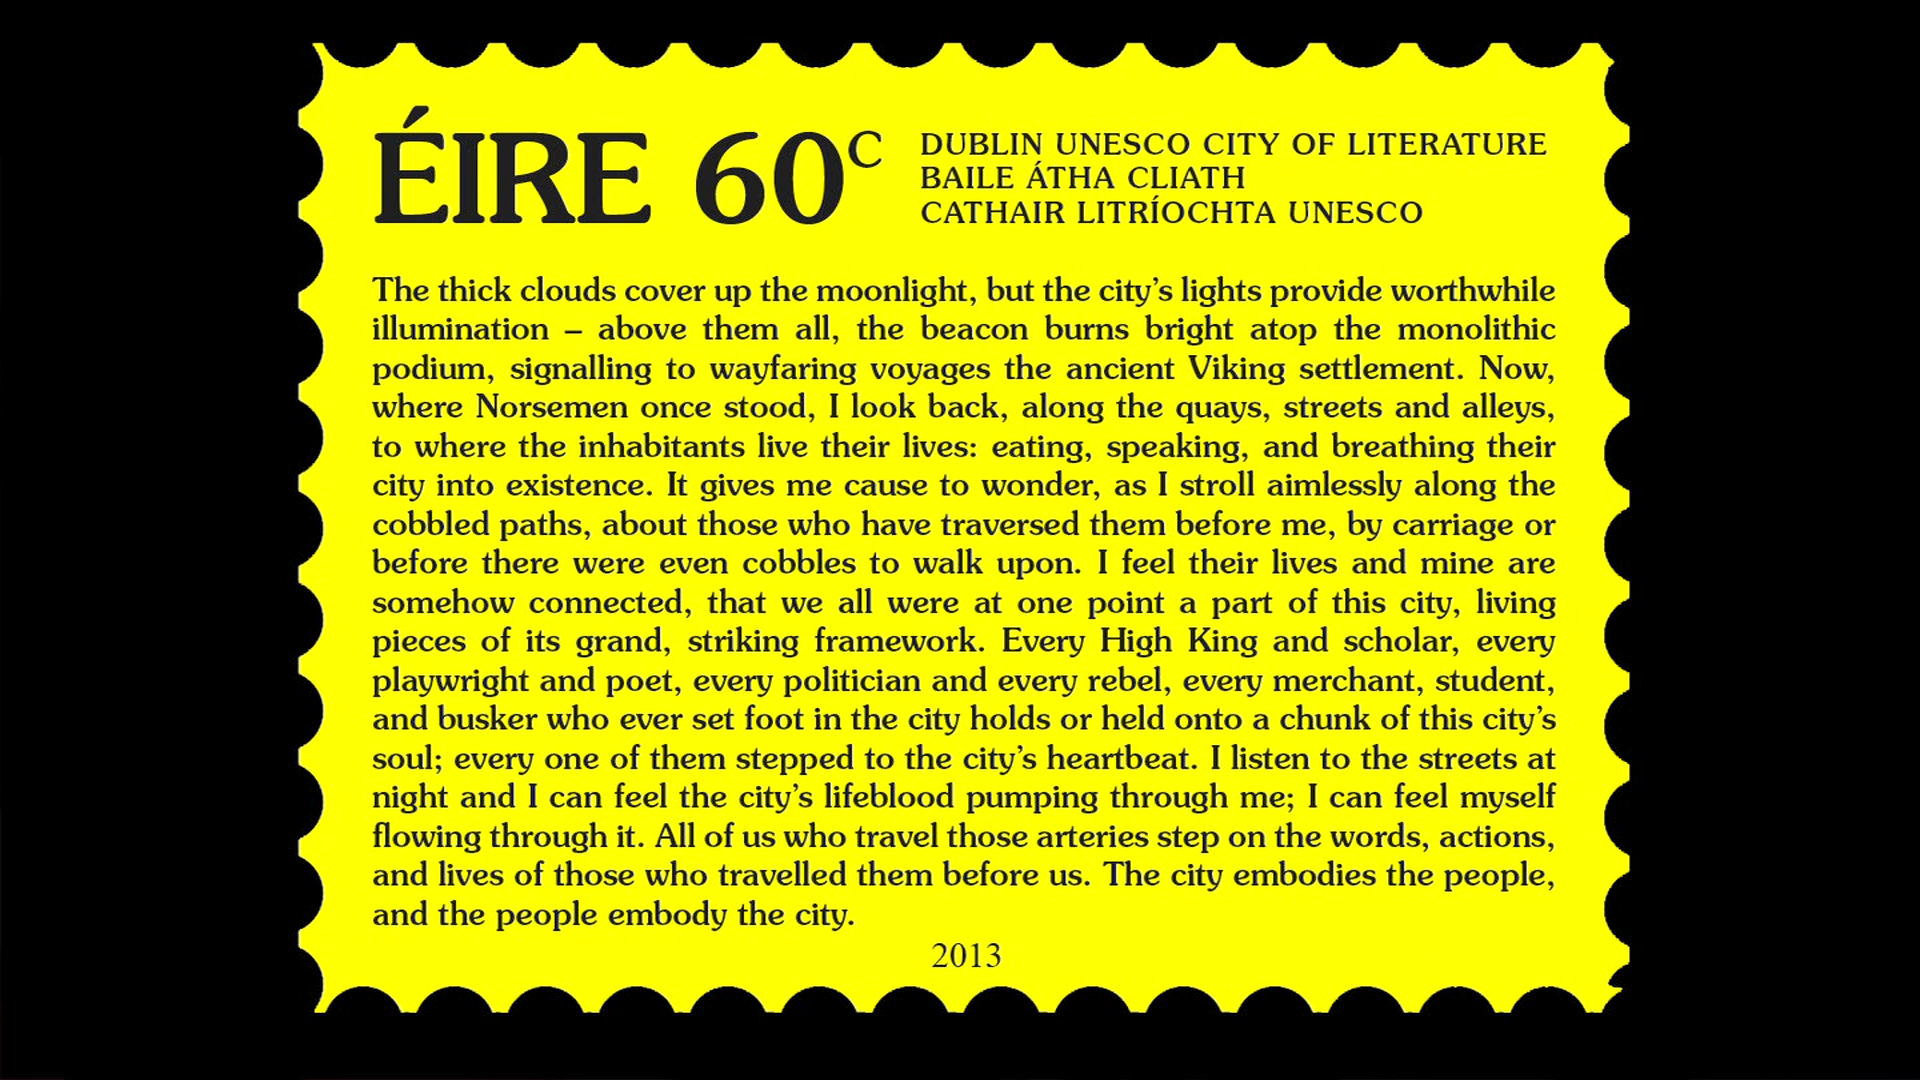 ÉIRE 60C
DUBLIN UNESCO CITY OF LITERATURE
BAILE ÁTHA CLIATH
CATHAIR LITRÍOCHTA UNESCO
The thick clouds cover up the moonlight, but the city’s lights provide worthwhile
illumination – above them all, the beacon burns bright atop the monolithic
podium, signalling to wayfaring voyages the ancient Viking settlement. Now,
where Norsemen once stood, I look back, along the quays, streets and alleys,
to where the inhabitants live their lives: eating, speaking, and breathing their
city into existence. It gives me cause to wonder, as I stroll aimlessly along the
cobbled paths, about those who have traversed them before me, by carriage or
before there were even cobbles to walk upon. I feel their lives and mine are
somehow connected, that we all were at one point a part of this city, living
pieces of its grand, striking framework. Every High King and scholar, every
playwright and poet, every politician and every rebel, every merchant, student,
and busker who ever set foot in the city holds or held onto a chunk of this city’s
soul; every one of them stepped to the city’s heartbeat. I listen to the streets at
night and I can feel the city’s lifeblood pumping through me; I can feel myself
flowing through it. All of us who travel those arteries step on the words, actions,
and lives of those who travelled them before us. The city embodies the people,
and the people embody the city.
2013